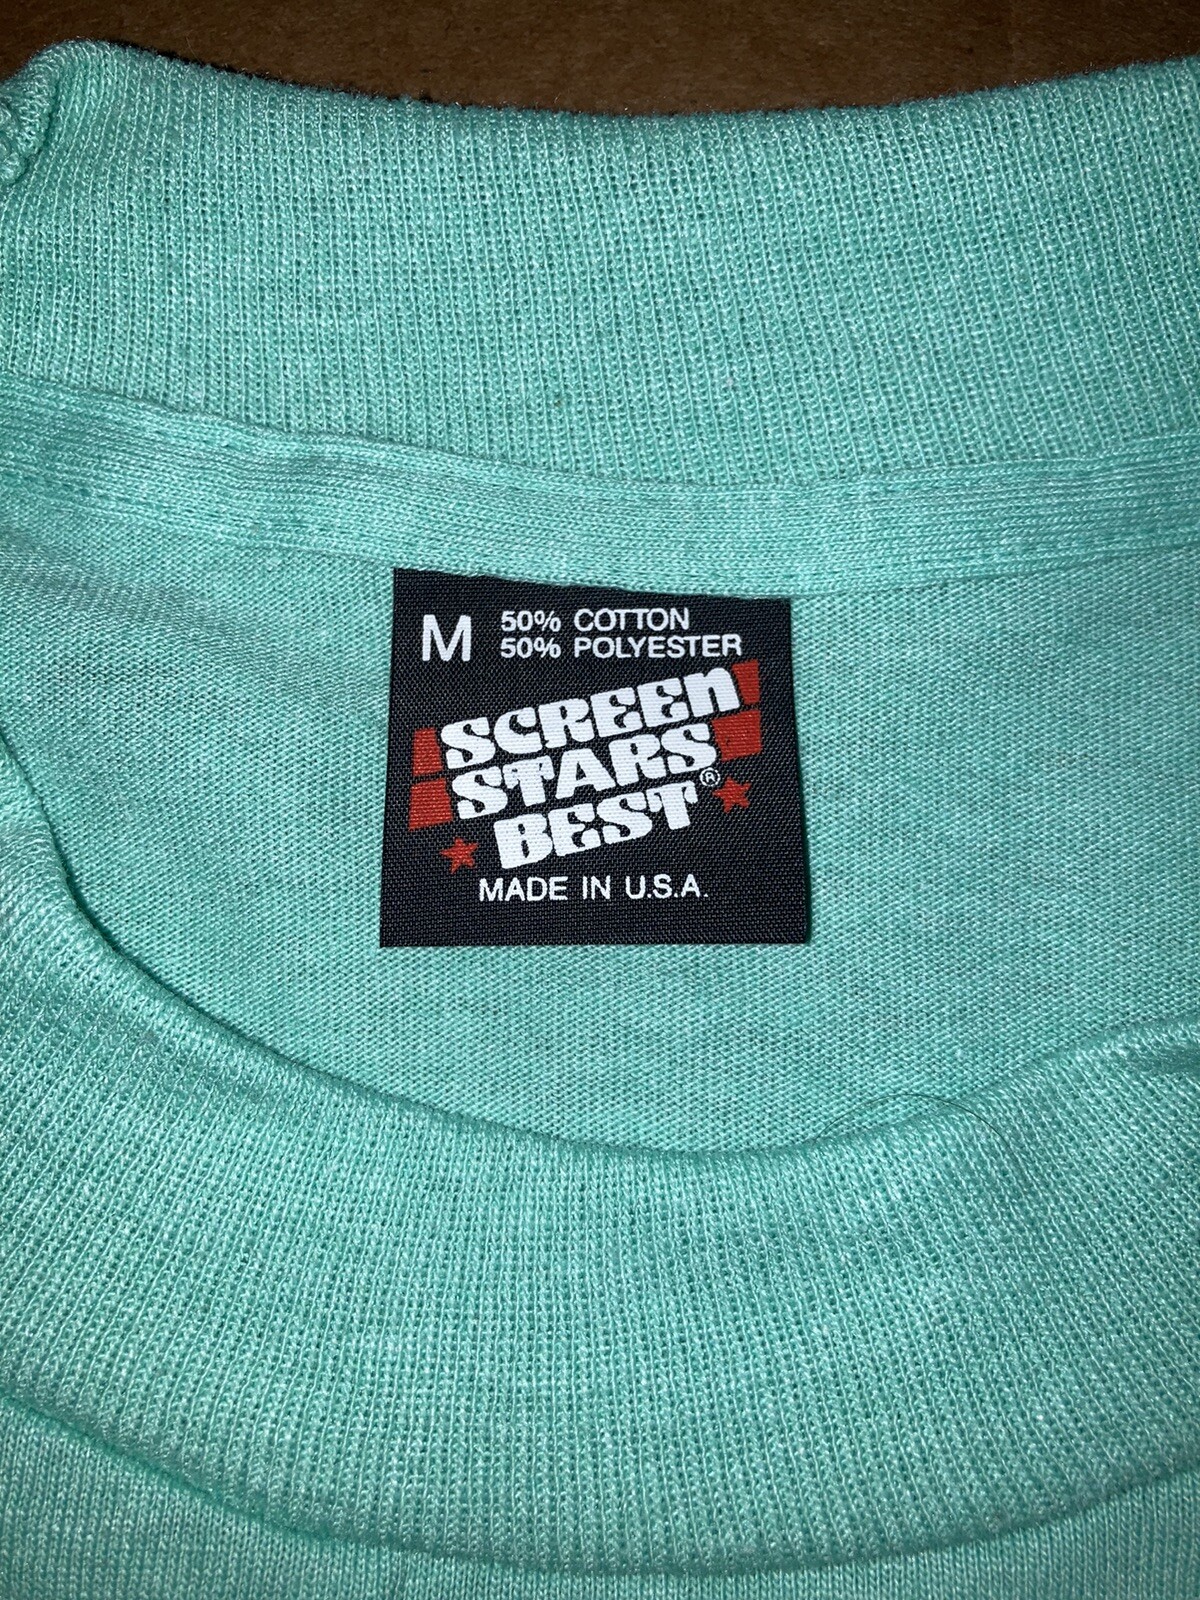 M 50% COTTON
50% POLYESTER
SCREEN
STARS
BEST®
MADE IN U.S.A.